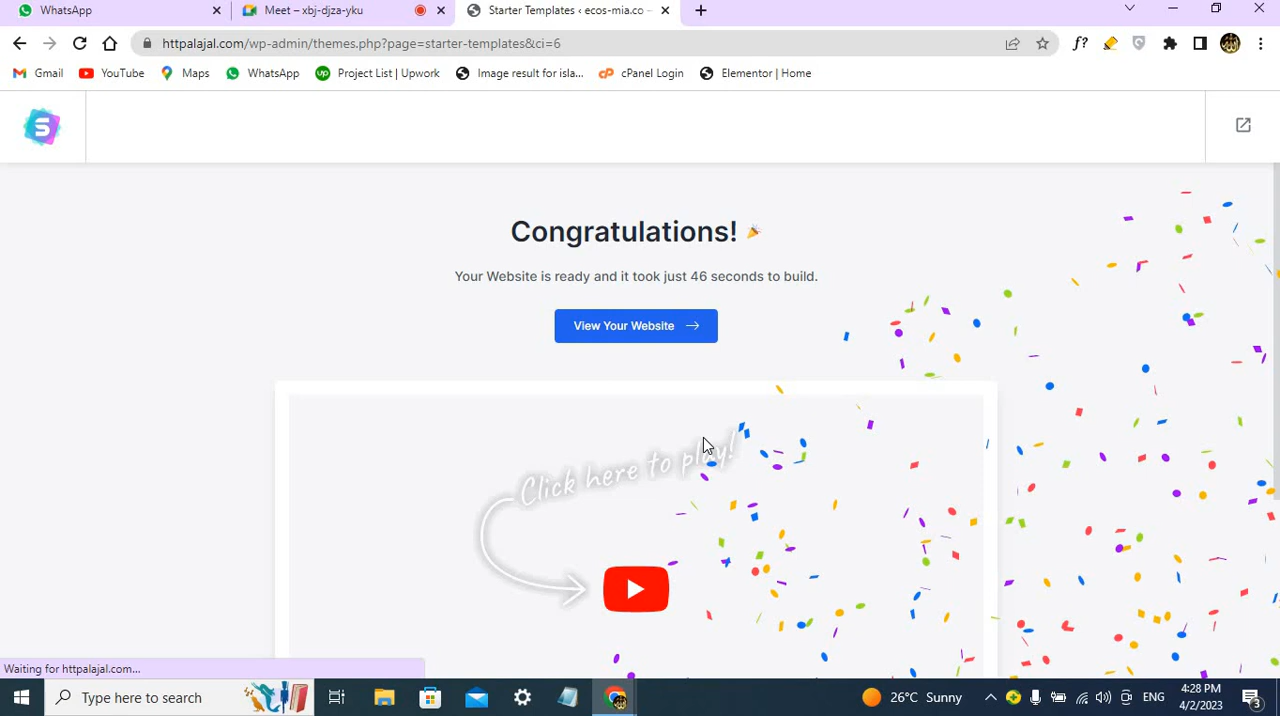 WhatsApp
Meet – xbj-djza-yku
Starter Templates ‹ ecos-mia.co –
httpalajal.com/wp-admin/themes.php?page=starter-templates&ci=6
f?
Gmail
YouTube
Maps
WhatsApp
Project List | Upwork
Image result for isla...
cPanel Login
Elementor | Home
S
Congratulations!
Your Website is ready and it took just 46 seconds to build.
View Your Website
Click here to play!
Waiting for httpalajal.com...
Type here to search
26°C Sunny
ENG
4:28 PM
4/2/2023
3